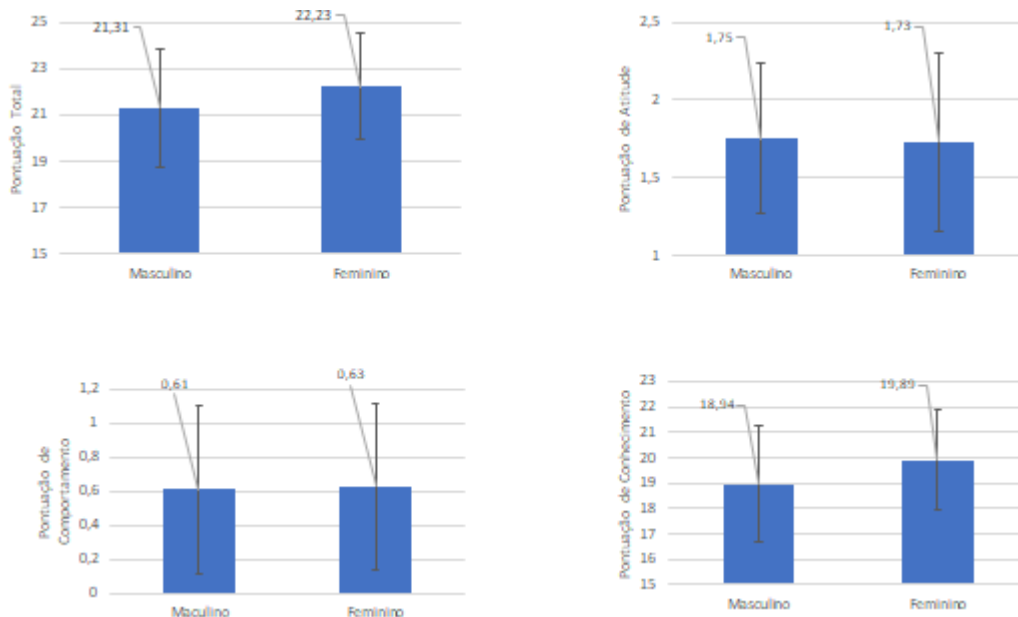 25
23
21
19
17
15
Pontuação Total
21,31
22,23
Masculino
Feminino
2,5
2
1,5
1
Pontuação de Atitude
1,75
1,73
Masculino
Feminino
1,2
1
0,8
0,6
0,4
0,2
0
Pontuação de
Comportamento
0,61
0,63
Maculino
Feminino
23
22
21
20
19
18
17
16
15
Pontuação de Conhecimento
18,94
19,89
Masculino
Feminino